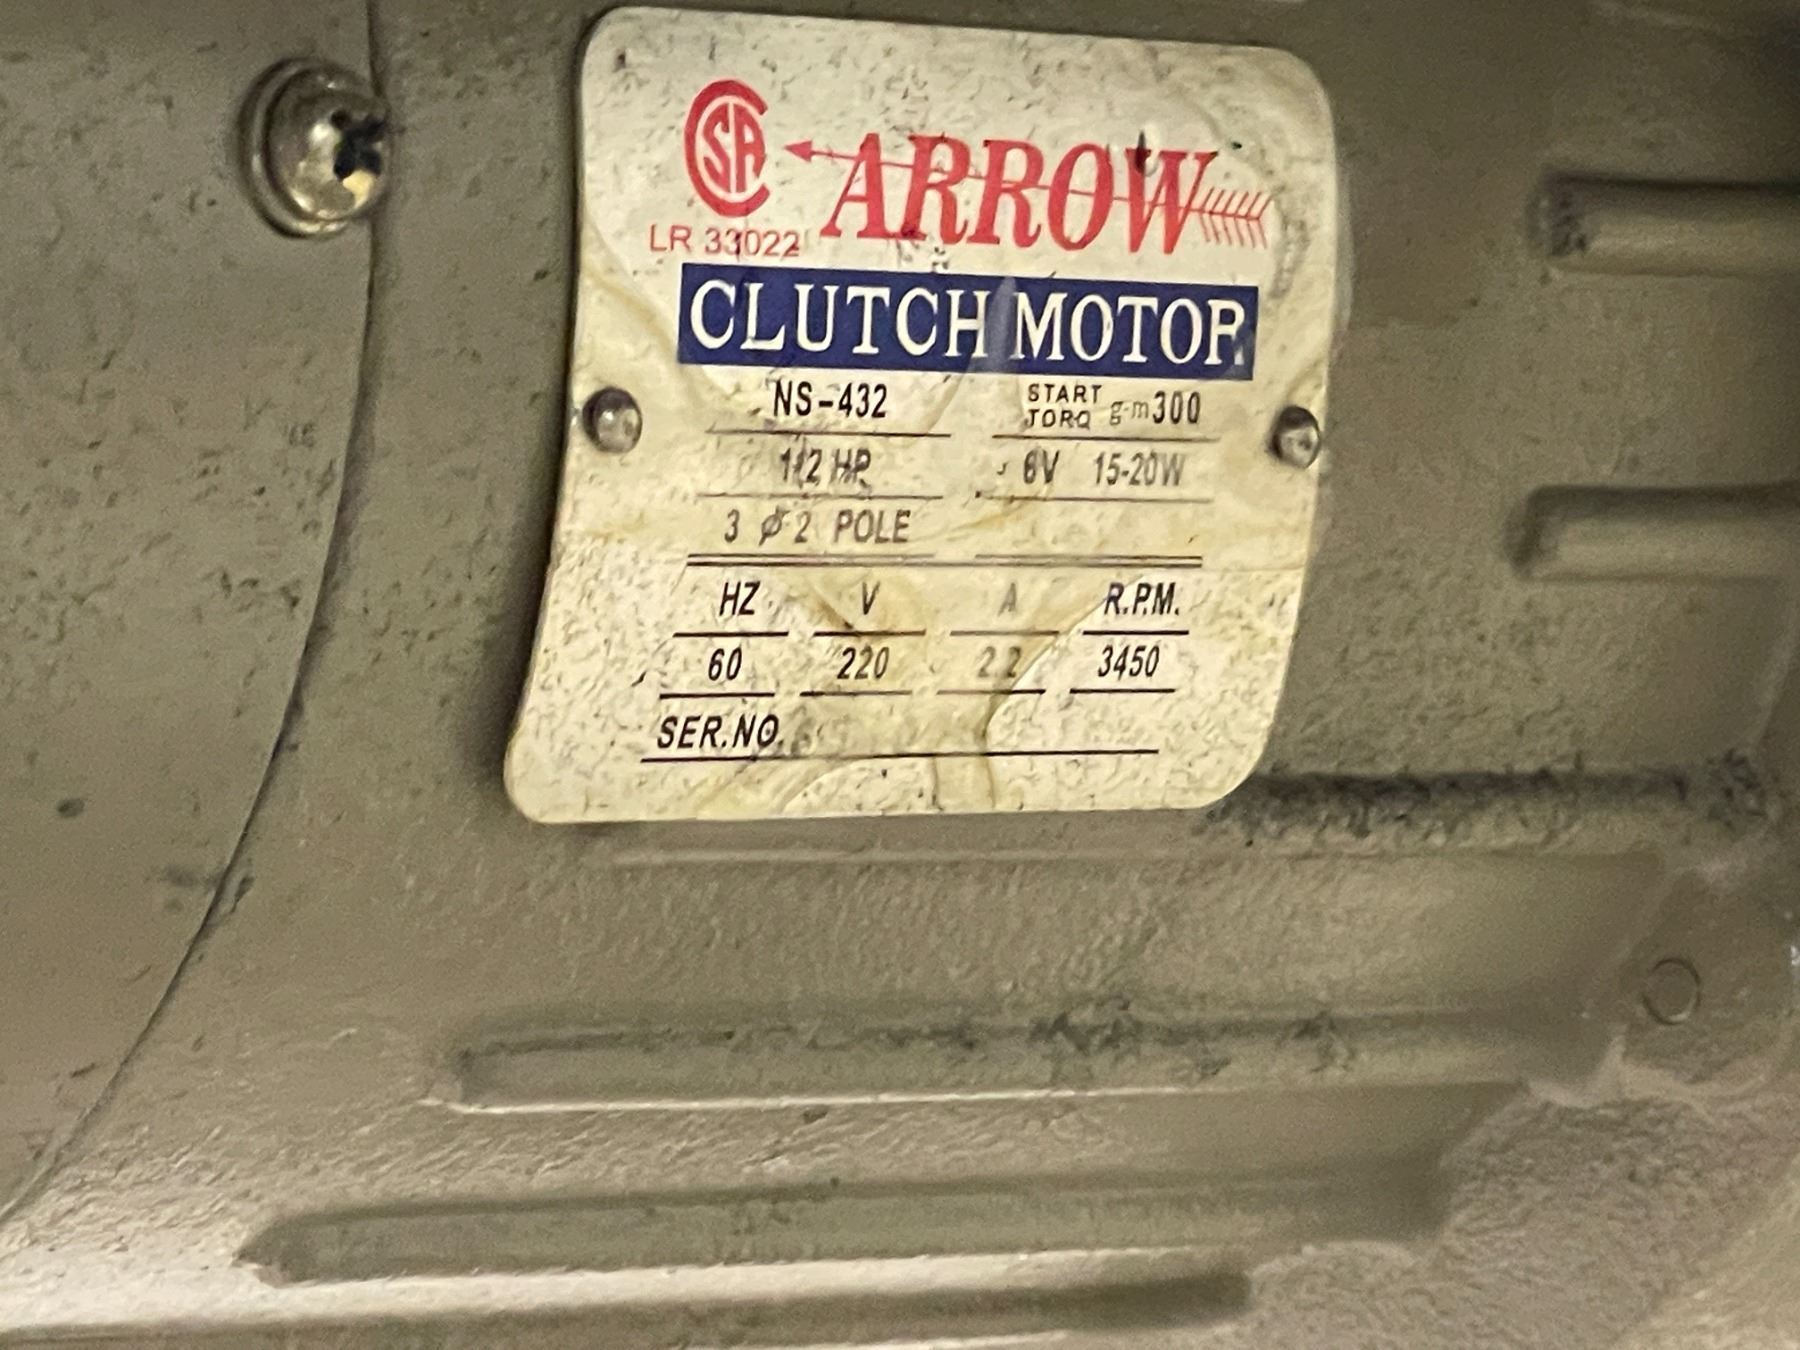 CSA ARROW
LR 33022
CLUTCH MOTOR
NS-432 START TORQ g-m 300
1/2 HP 6V 15-20W
3 ø 2 POLE
HZ V A R.P.M.
60 220 2.2 3450
SER.NO.